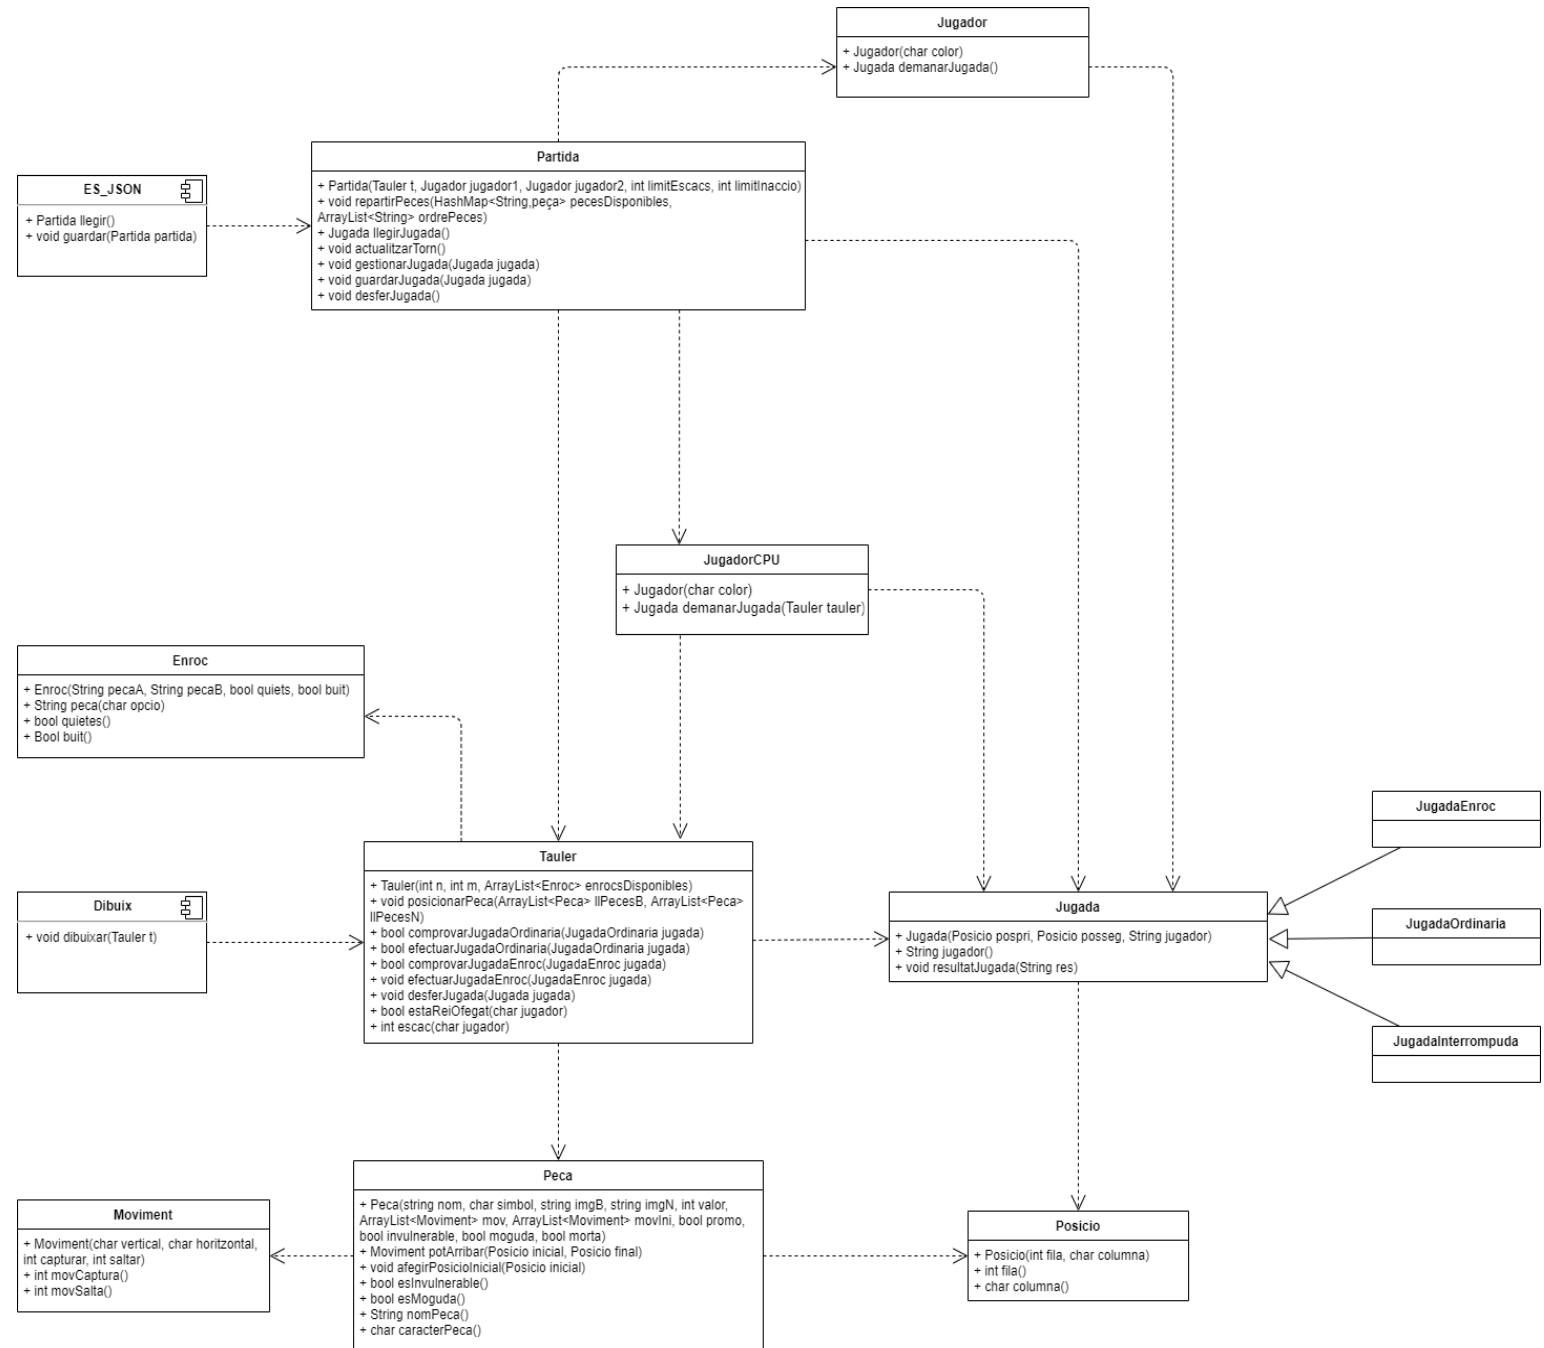 Jugador
+ Jugador(char color)
+ Jugada demanarJugada()
Partida
+ Partida(Tauler t, Jugador jugador1, Jugador jugador2, int limitEscacs, int limitInaccio)
+ void repartirPeces(HashMap<String,peça> pecesDisponibles,
ArrayList<String> ordrePeces)
+ Jugada llegirJugada()
+ void actualitzarTorn()
+ void gestionarJugada(Jugada jugada)
+ void guardarJugada(Jugada jugada)
+ void desferJugada()
ES_JSON
+ Partida llegir()
+ void guardar(Partida partida)
JugadorCPU
+ Jugador(char color)
+ Jugada demanarJugada(Tauler tauler)
Enroc
+ Enroc(String pecaA, String pecaB, bool quiets, bool buit)
+ String peca(char opcio)
+ bool quietes()
+ Bool buit()
Tauler
+ Tauler(int n, int m, ArrayList<Enroc> enrocsDisponibles)
+ void posicionarPeca(ArrayList<Peca> llPecesB, ArrayList<Peca>
llPecesN)
+ bool comprovarJugadaOrdinaria(JugadaOrdinaria jugada)
+ bool efectuarJugadaOrdinaria(JugadaOrdinaria jugada)
+ bool comprovarJugadaEnroc(JugadaEnroc jugada)
+ void efectuarJugadaEnroc(JugadaEnroc jugada)
+ void desferJugada(Jugada jugada)
+ bool estaReiOfegat(char jugador)
+ int escac(char jugador)
Dibuix
+ void dibuixar(Tauler t)
Jugada
+ Jugada(Posicio pospri, Posicio posseg, String jugador)
+ String jugador()
+ void resultatJugada(String res)
JugadaEnroc
JugadaOrdinaria
JugadaInterrompuda
Peca
+ Peca(string nom, char simbol, string imgB, string imgN, int valor,
ArrayList<Moviment> mov, ArrayList<Moviment> movIni, bool promo,
bool invulnerable, bool moguda, bool morta)
+ Moviment potArribar(Posicio inicial, Posicio final)
+ void afegirPosicioInicial(Posicio inicial)
+ bool esInvulnerable()
+ bool esMoguda()
+ String nomPeca()
+ char caracterPeca()
Moviment
+ Moviment(char vertical, char horitzontal,
int capturar, int saltar)
+ int movCaptura()
+ int movSalta()
Posicio
+ Posicio(int fila, char columna)
+ int fila()
+ char columna()